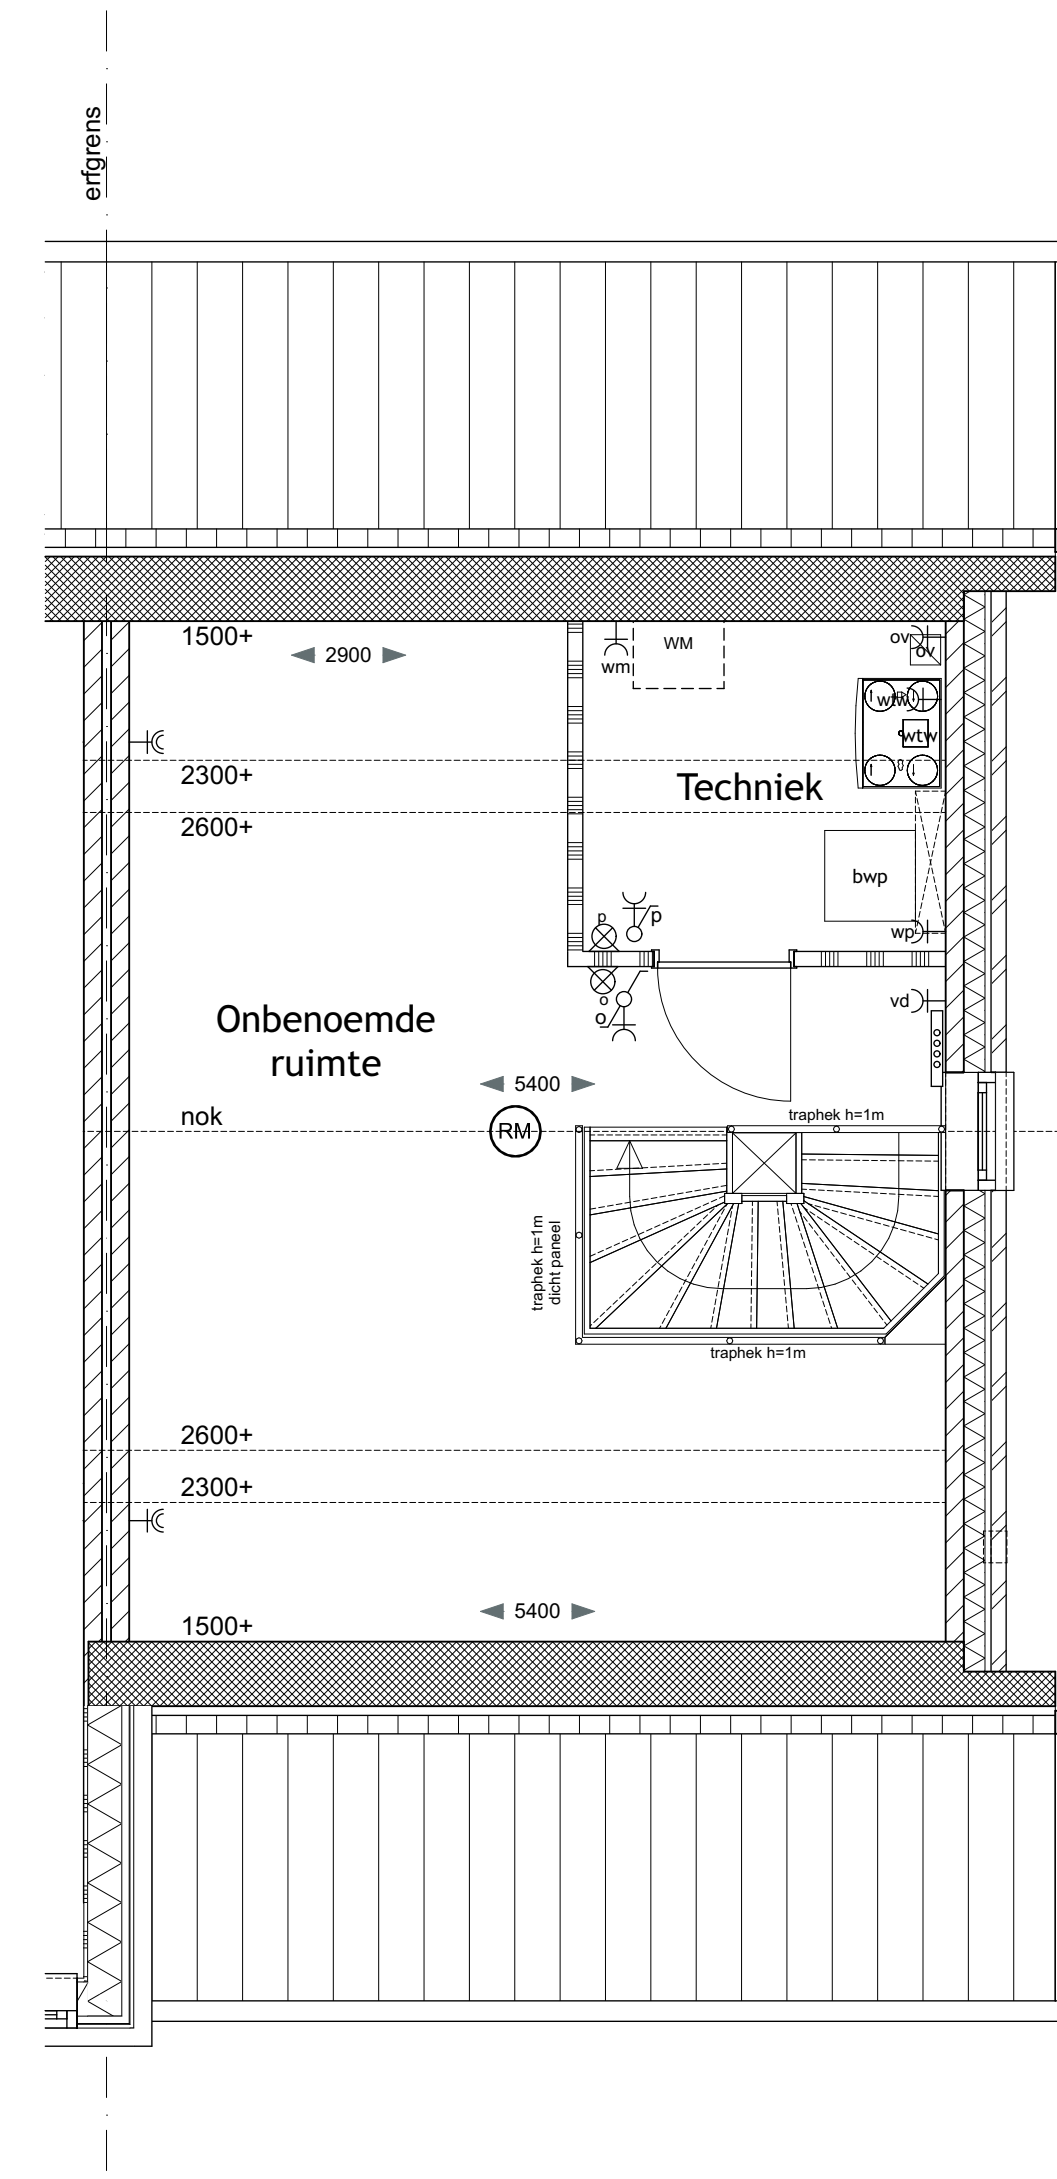 erfgrens
1500+
2900
wm
WM
ov
ov
wtw
wtw
2300+
Techniek
2600+
bwp
p
p
wp
o
o
vd
Onbenoemde
ruimte
5400
nok
RM
traphek h=1m
traphek h=1m
dicht paneel
traphek h=1m
2600+
2300+
5400
1500+